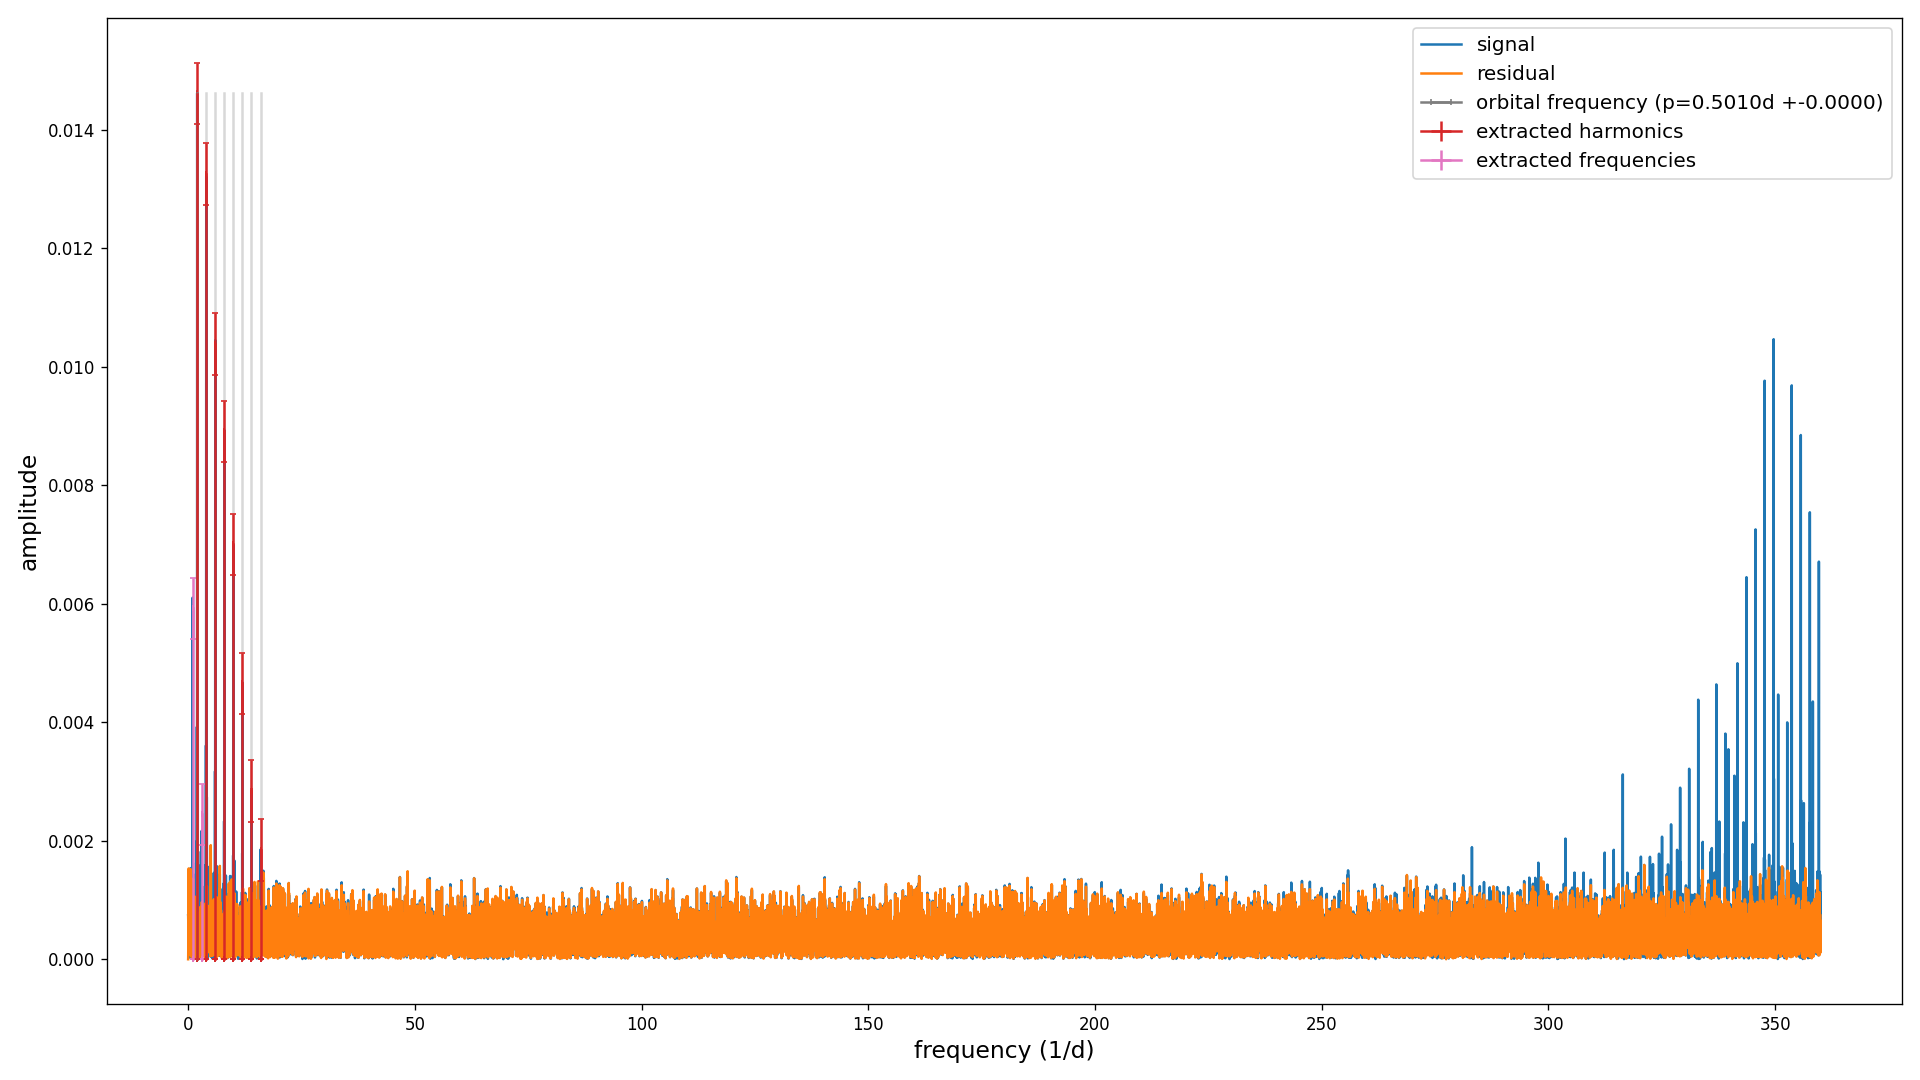 signal
residual
orbital frequency (p=0.5010d +-0.0000)
extracted harmonics
extracted frequencies
amplitude
0.014
0.012
0.010
0.008
0.006
0.004
0.002
0.000
0 50 100 150 200 250 300 350
frequency (1/d)